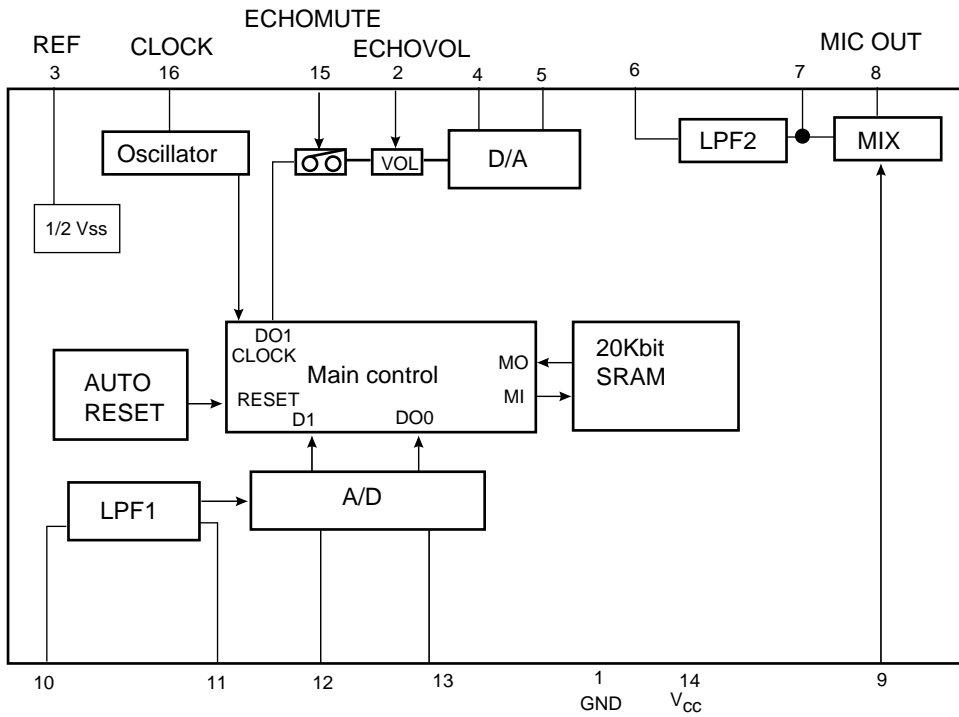 ECHOMUTE
REF CLOCK ECHOVOL MIC OUT
3 16 15 2 4 5 6 7 8
Oscillator VOL D/A LPF2 MIX
1/2 Vss
DO1
CLOCK
Main control
RESET
D1 DO0
MO
MI
20Kbit
SRAM
AUTO
RESET
LPF1
A/D
10 11 12 13 1 14 9
GND VCC